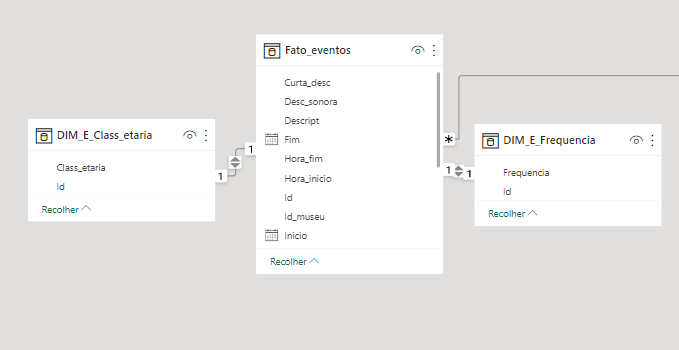 Fato_eventos
Curta_desc
Desc_sonora
Descript
Fim
Hora_fim
Hora_inicio
Id
Id_museu
Inicio
Recolher
DIM_E_Class_etaria
Class_etaria
Id
Recolher
1
1
*
1
1
DIM_E_Frequencia
Frequencia
Id
Recolher